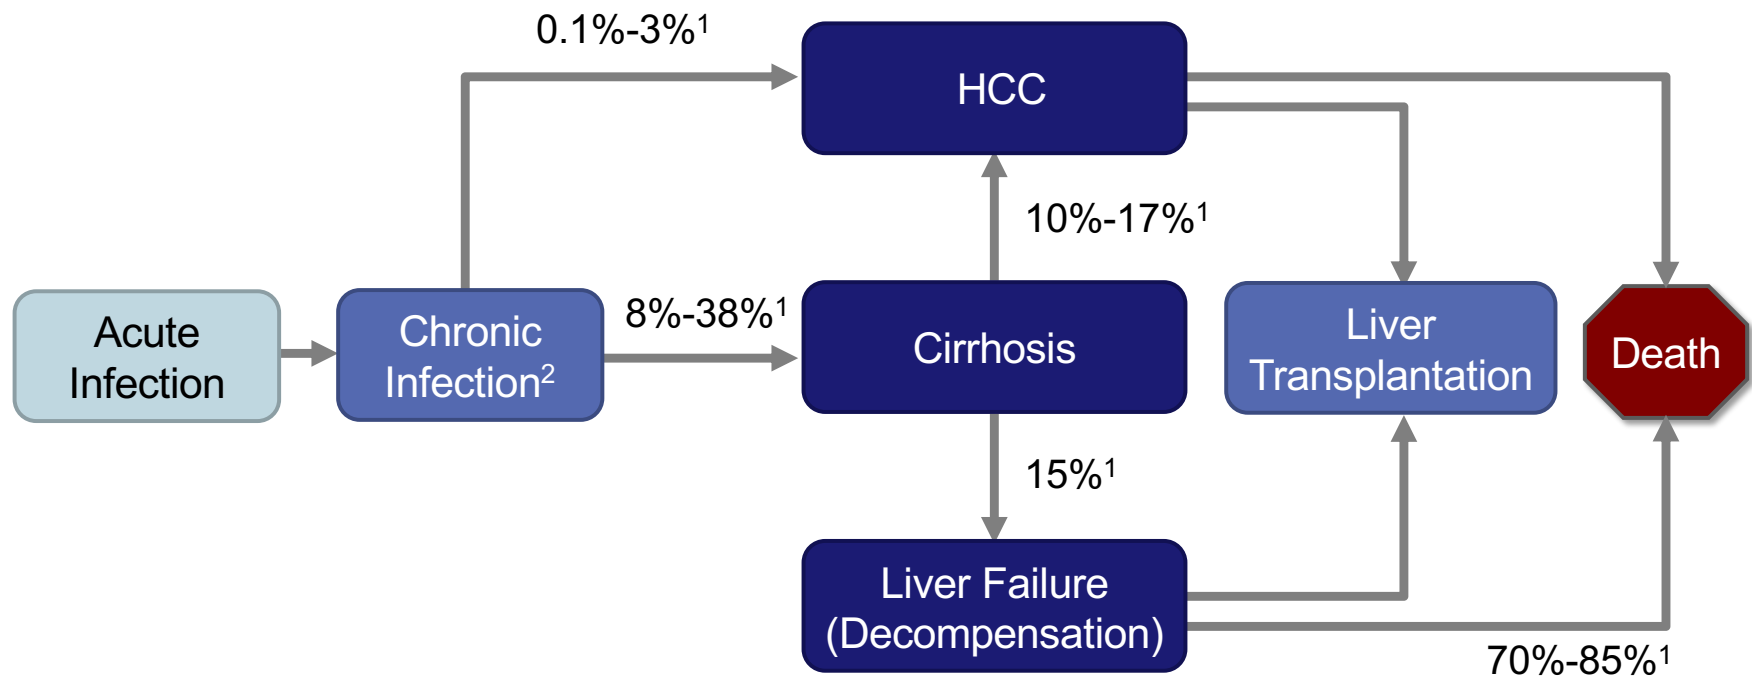 0.1%-3%¹
HCC
10%-17%¹
Acute
Infection
Chronic
Infection²
8%-38%¹
Cirrhosis
Liver
Transplantation
Death
15%¹
Liver Failure
(Decompensation)
70%-85%¹